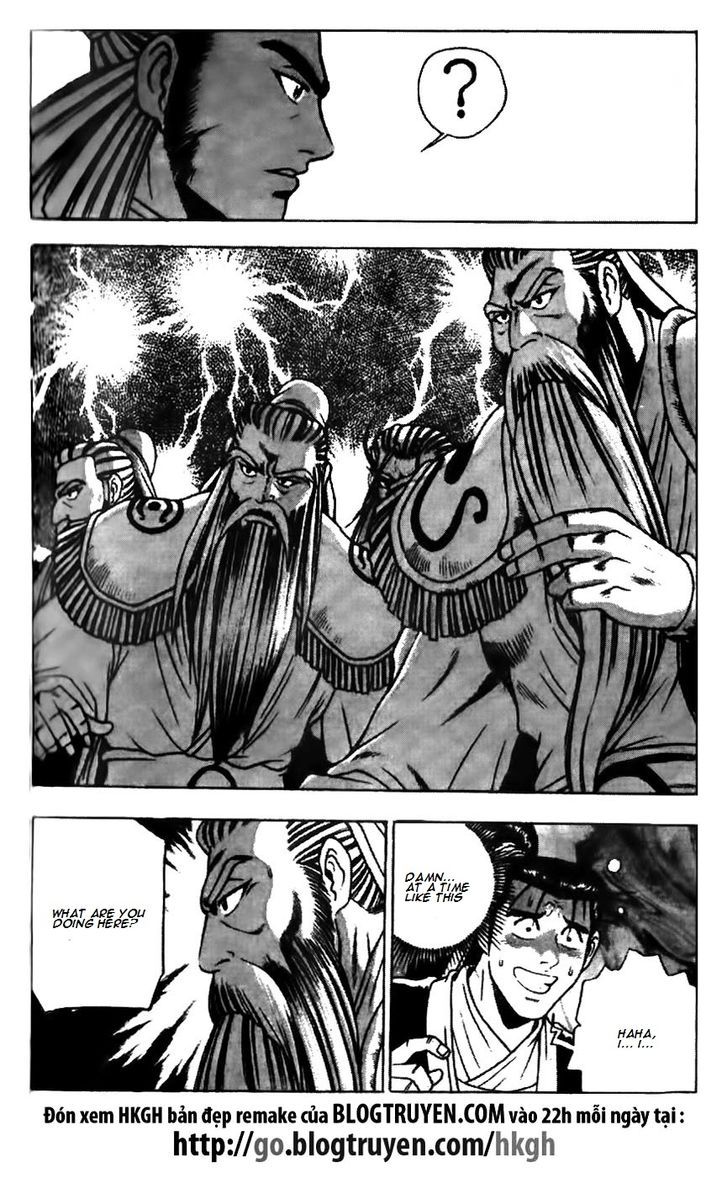 ?
WHAT ARE YOU
DOING HERE?
DAMN...
AT A TIME
LIKE THIS
HAHA,
I... I...
Đón xem HKGH bản đẹp remake của BLOGTRUYEN.COM vào 22h mỗi ngày tại :
http://go.blogtruyen.com/hkgh